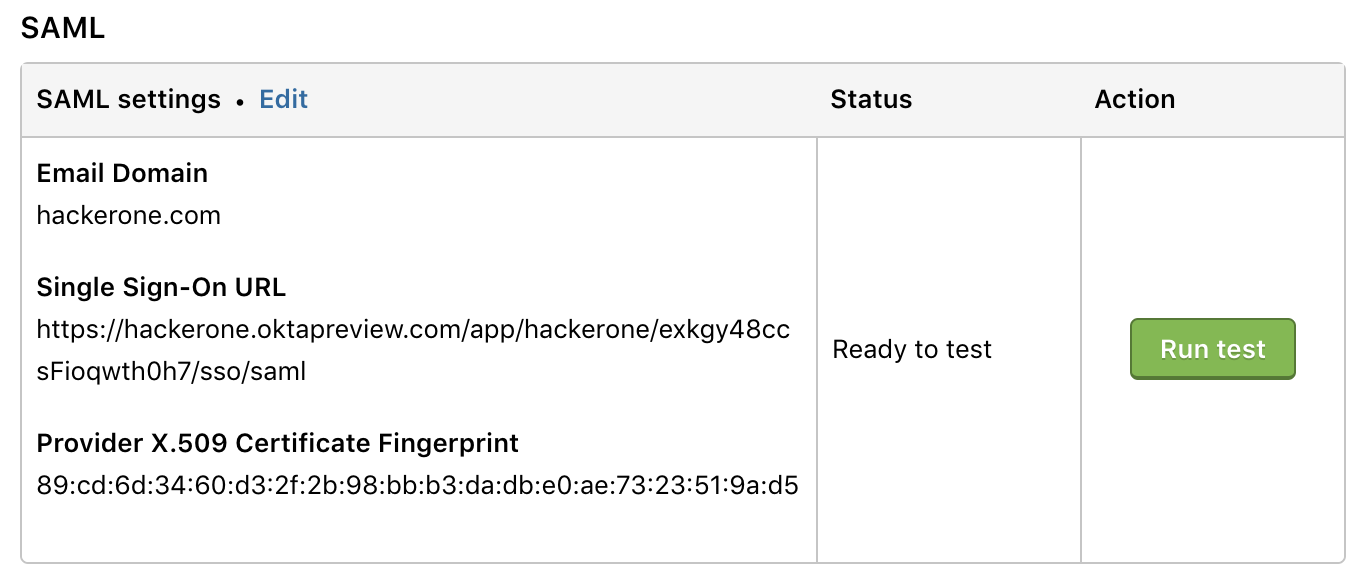 SAML
SAML settings • Edit
Status
Action
Email Domain
hackerone.com
Single Sign-On URL
https://hackerone.oktapreview.com/app/hackerone/exkgy48cc
sFioqwth0h7/sso/saml
Provider X.509 Certificate Fingerprint
89:cd:6d:34:60:d3:2f:2b:98:bb:b3:da:db:e0:ae:73:23:51:9a:d5
Ready to test
Run test